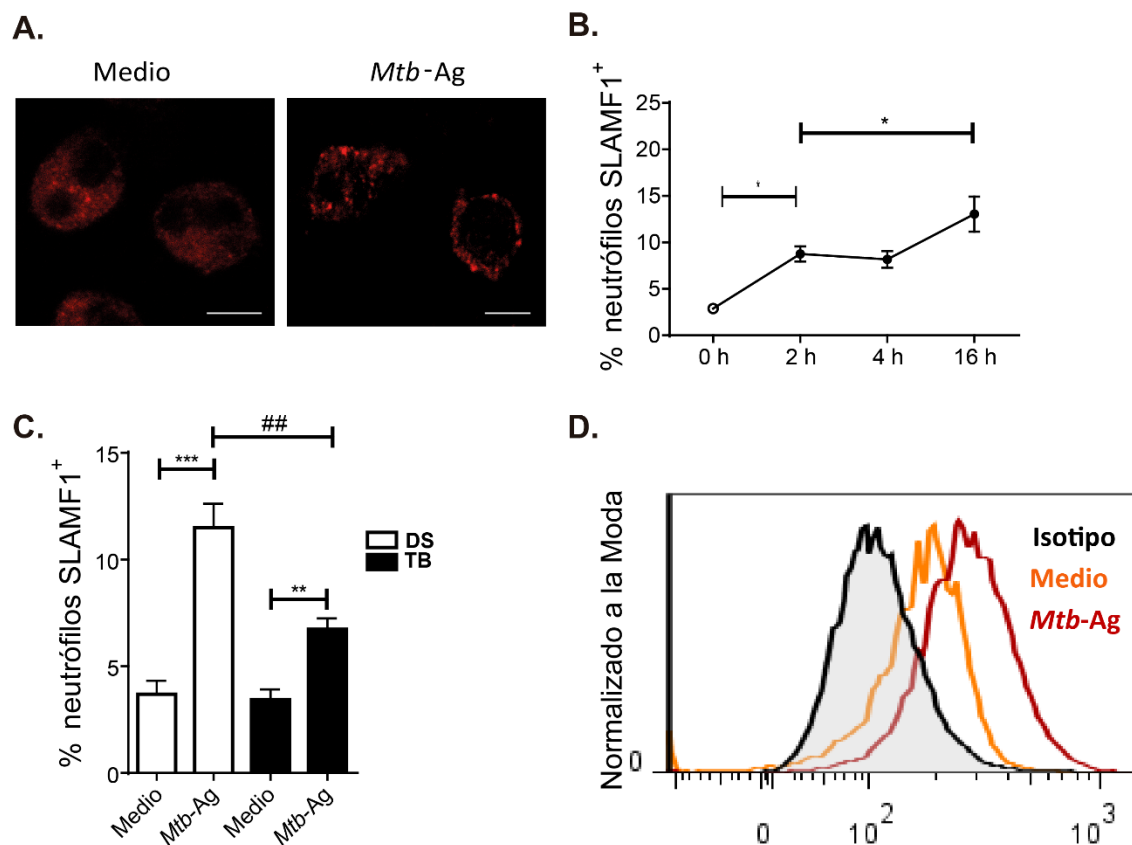 A.
Medio
Mtb-Ag
B.
% neutrófilos SLAMF1+
25
20
15
10
5
0
*
*
0 h
2 h
4 h
16 h
C.
% neutrófilos SLAMF1+
15
10
5
0
***
##
**
DS
TB
Medio
Mtb-Ag
Medio
Mtb-Ag
D.
Normalizado a la Moda
0
Isotipo
Medio
Mtb-Ag
0
10²
10³